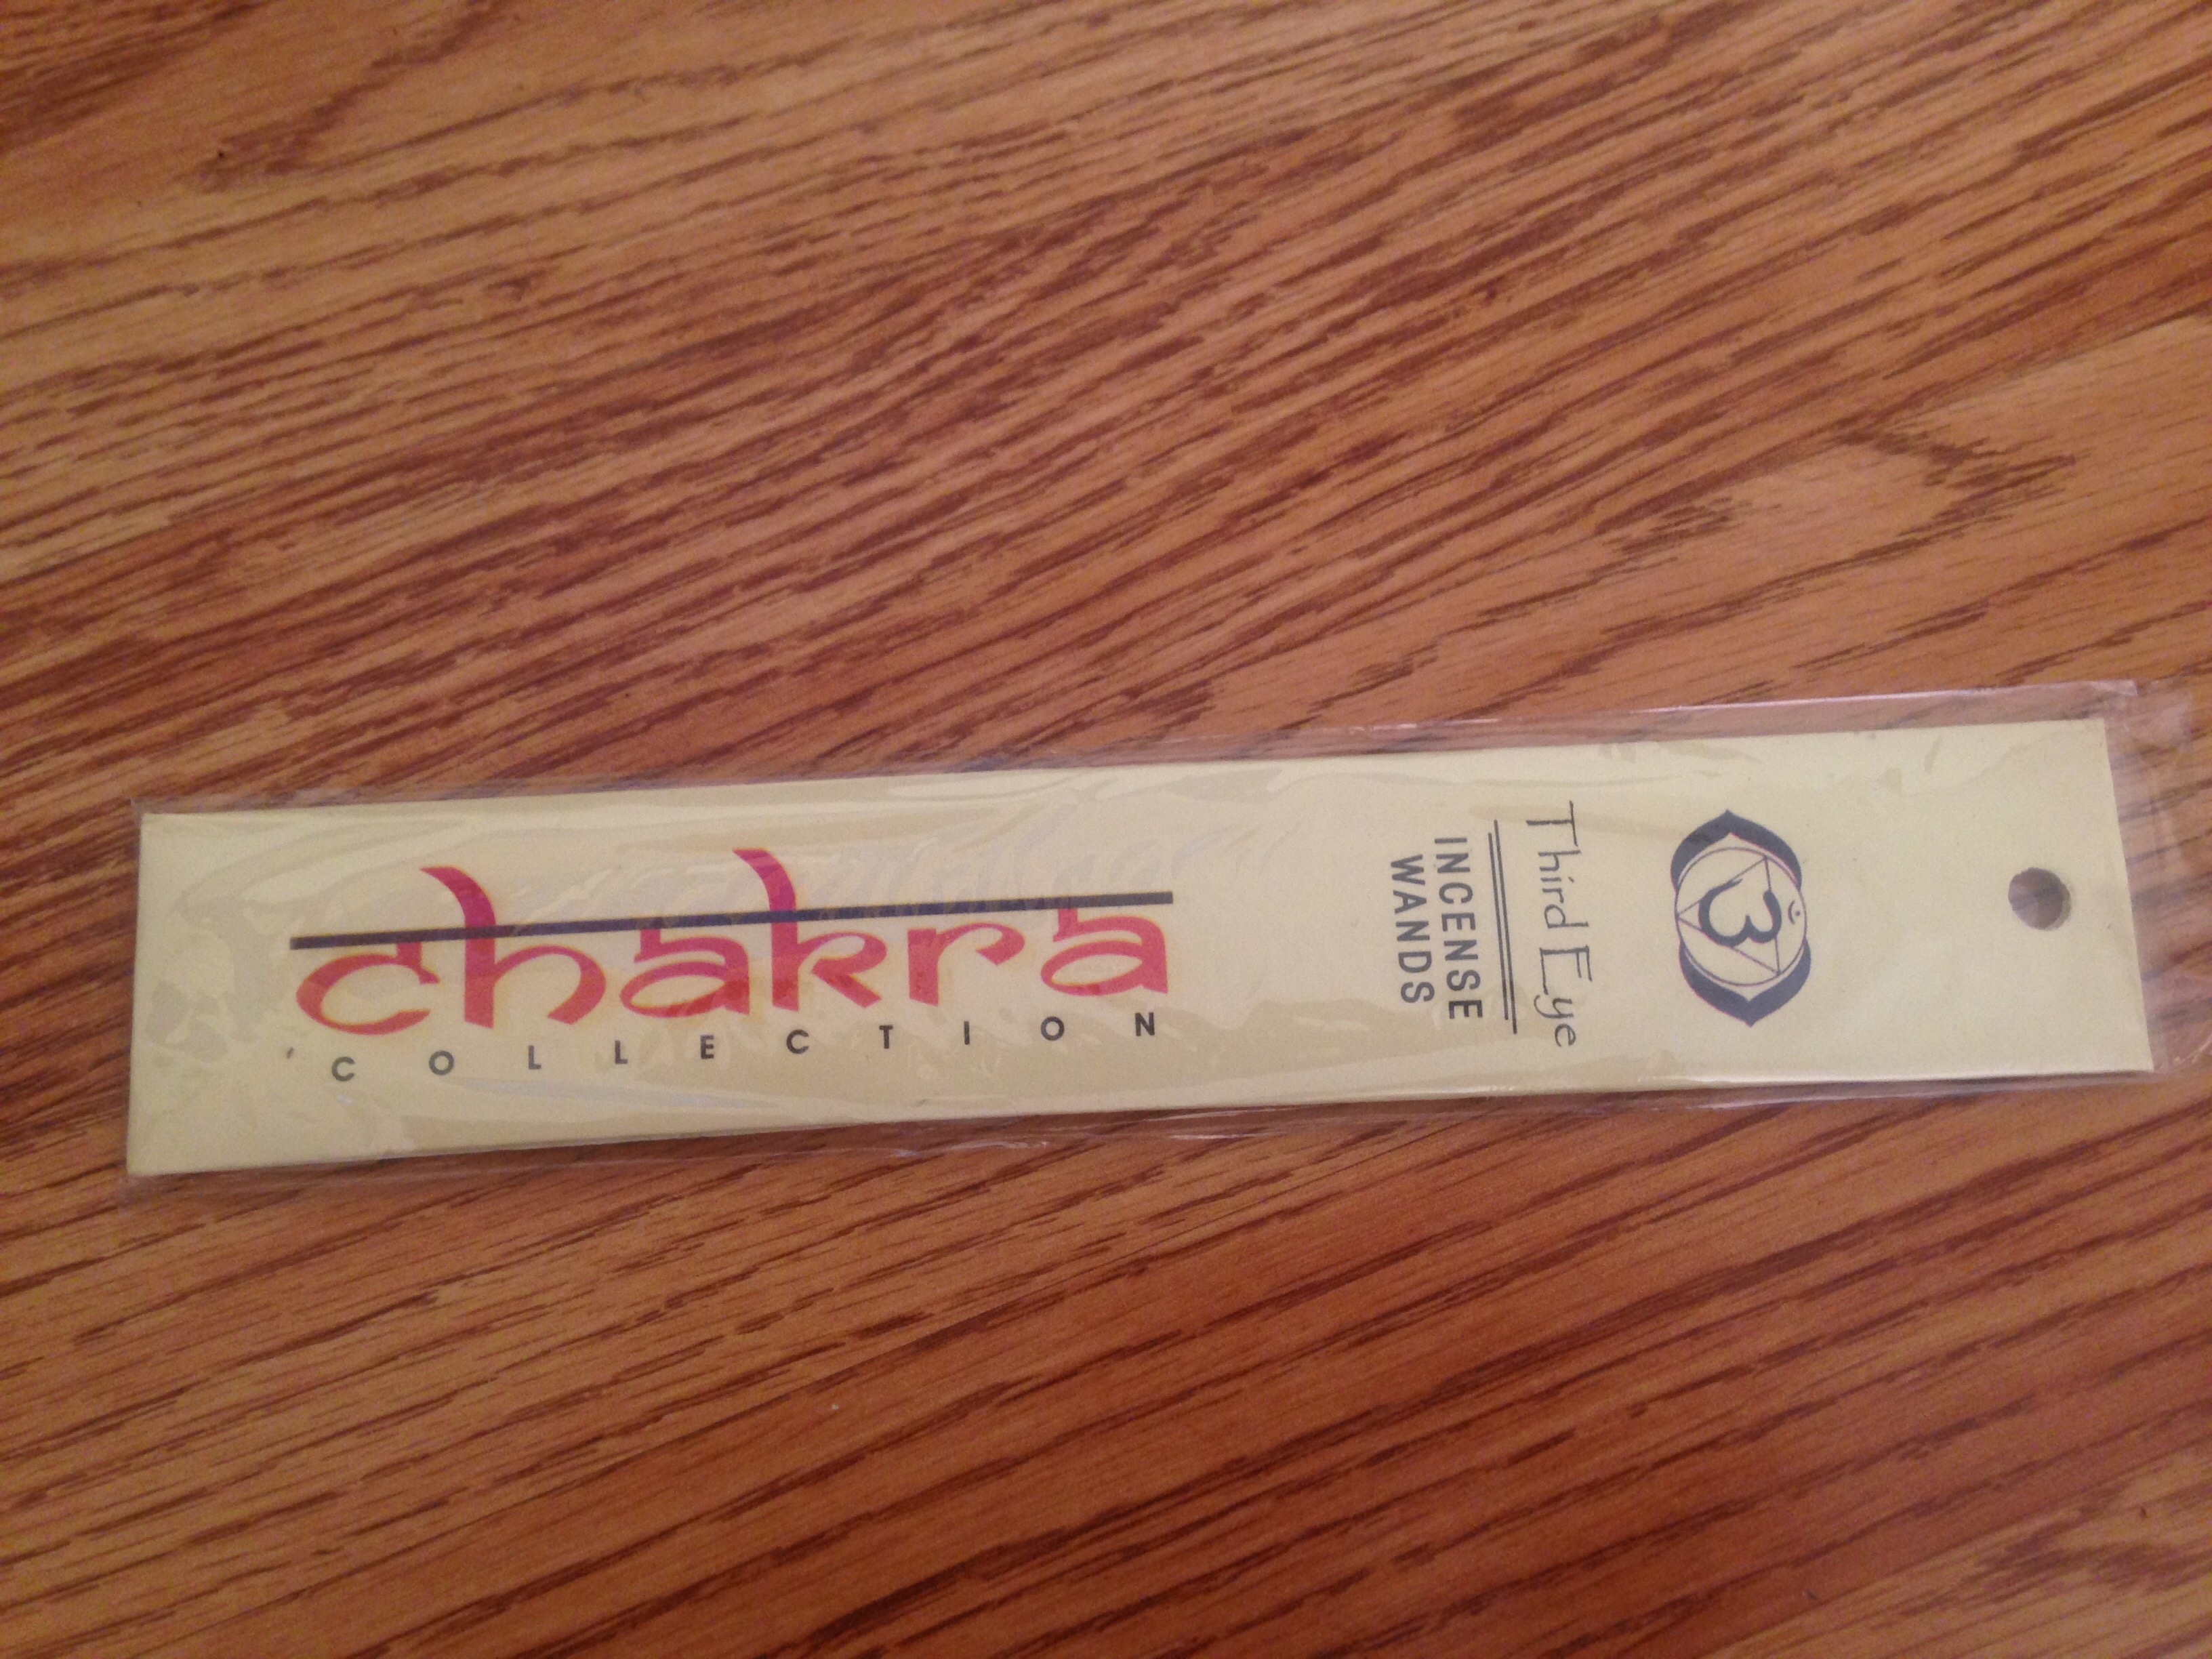 chakra
COLLECTION
Third Eye
INCENSE
WANDS